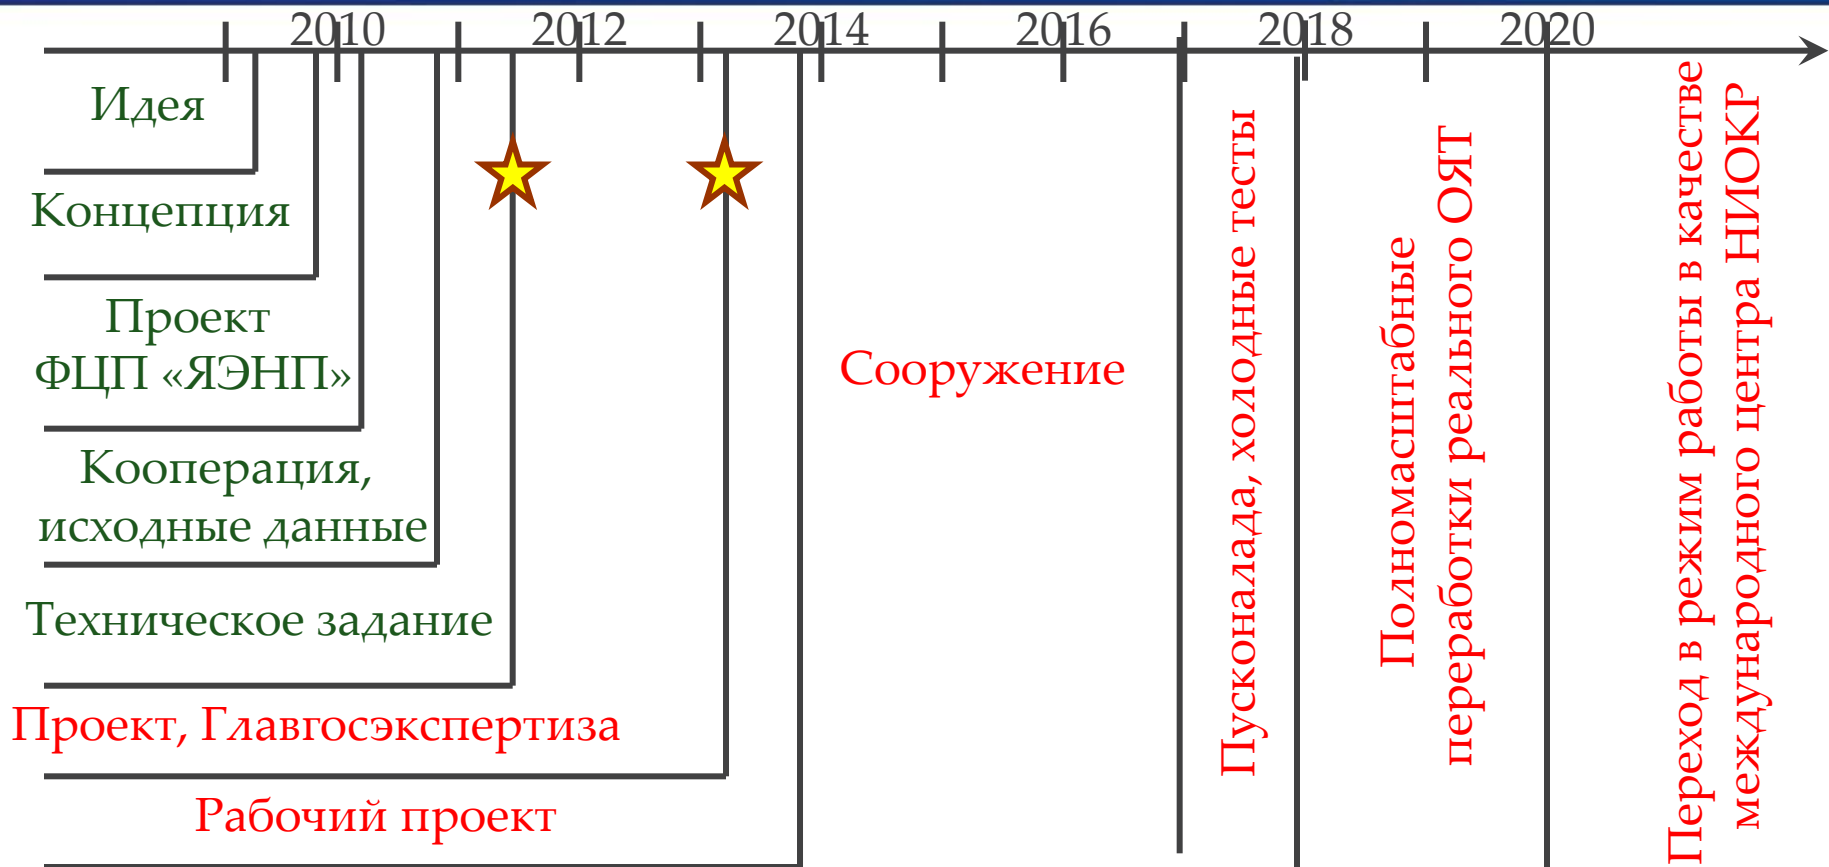 2010 2012 2014 2016 2018 2020
Идея
Концепция
Проект
ФЦП «ЯЭНП»
Кооперация,
исходные данные
Техническое задание
Проект, Главгосэкспертиза
Рабочий проект
Сооружение
Пусконалада, холодные тесты
Полномасштабные
переработки реального ОЯТ
Переход в режим работы в качестве
международного центра НИОКР